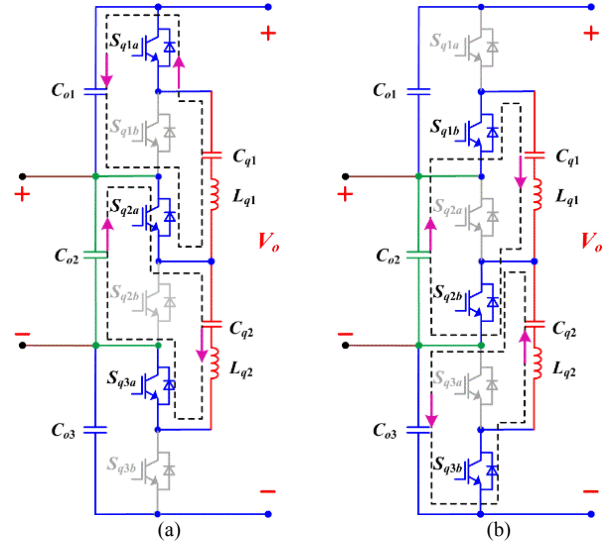 S_q1a
+
C_o1
S_q1b
C_q1
+
L_q1
S_q2a
V_o
C_o2
S_q2b
C_q2
−
L_q2
S_q3a
C_o3
S_q3b
−
(a)
S_q1a
+
C_o1
S_q1b
C_q1
+
L_q1
S_q2a
V_o
C_o2
S_q2b
C_q2
−
L_q2
S_q3a
C_o3
S_q3b
−
(b)